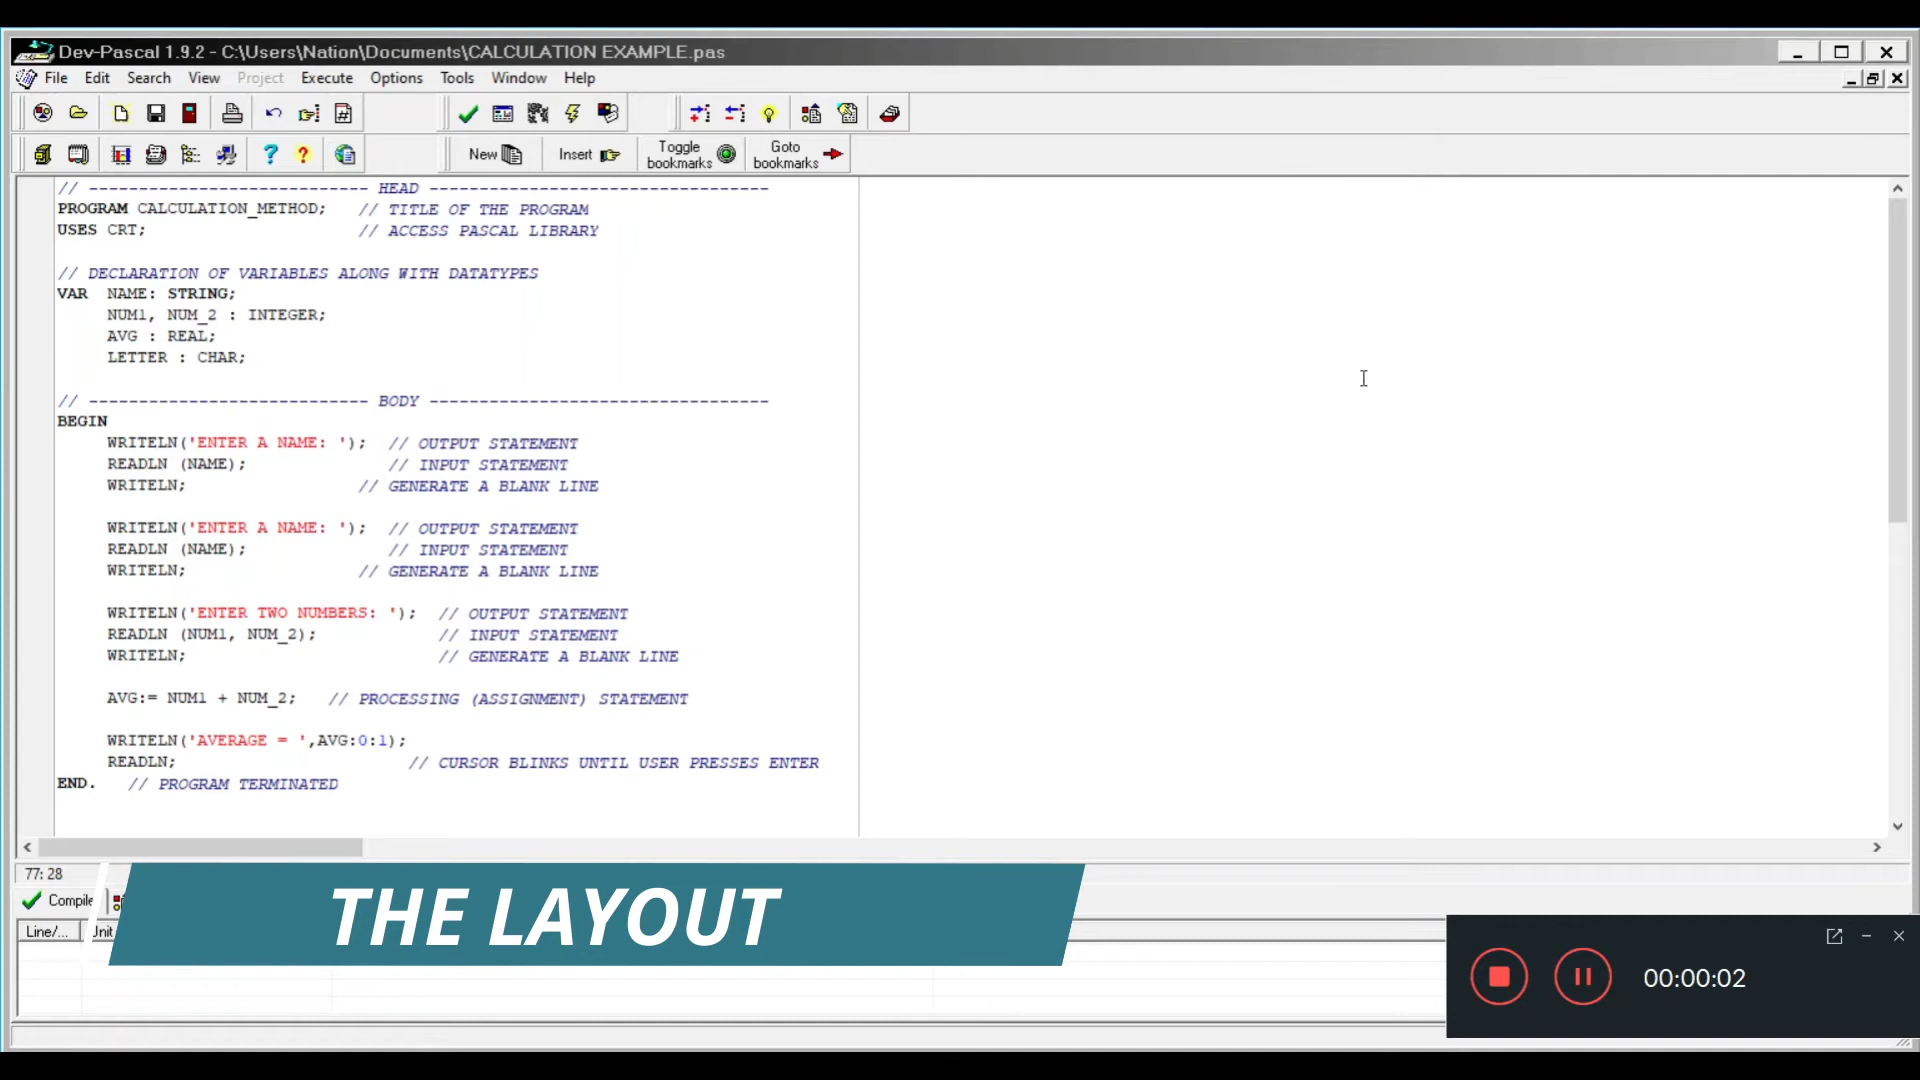 Dev-Pascal 1.9.2 - C:\Users\Nation\Documents\CALCULATION EXAMPLE.pas
File Edit Search View Project Execute Options Tools Window Help
New Insert Toggle bookmarks Goto bookmarks
// ---------------------------- HEAD ----------------------------------
PROGRAM CALCULATION_METHOD; // TITLE OF THE PROGRAM
USES CRT; // ACCESS PASCAL LIBRARY
// DECLARATION OF VARIABLES ALONG WITH DATATYPES
VAR NAME: STRING;
NUM1, NUM_2 : INTEGER;
AVG : REAL;
LETTER : CHAR;
// ---------------------------- BODY ----------------------------------
BEGIN
WRITELN('ENTER A NAME: '); // OUTPUT STATEMENT
READLN (NAME); // INPUT STATEMENT
WRITELN; // GENERATE A BLANK LINE
WRITELN('ENTER A NAME: '); // OUTPUT STATEMENT
READLN (NAME); // INPUT STATEMENT
WRITELN; // GENERATE A BLANK LINE
WRITELN('ENTER TWO NUMBERS: '); // OUTPUT STATEMENT
READLN (NUM1, NUM_2); // INPUT STATEMENT
WRITELN; // GENERATE A BLANK LINE
AVG:= NUM1 + NUM_2; // PROCESSING (ASSIGNMENT) STATEMENT
WRITELN('AVERAGE = ',AVG:0:1);
READLN; // CURSOR BLINKS UNTIL USER PRESSES ENTER
END. // PROGRAM TERMINATED
77: 28
Compile
Line/...
THE LAYOUT
00:00:02